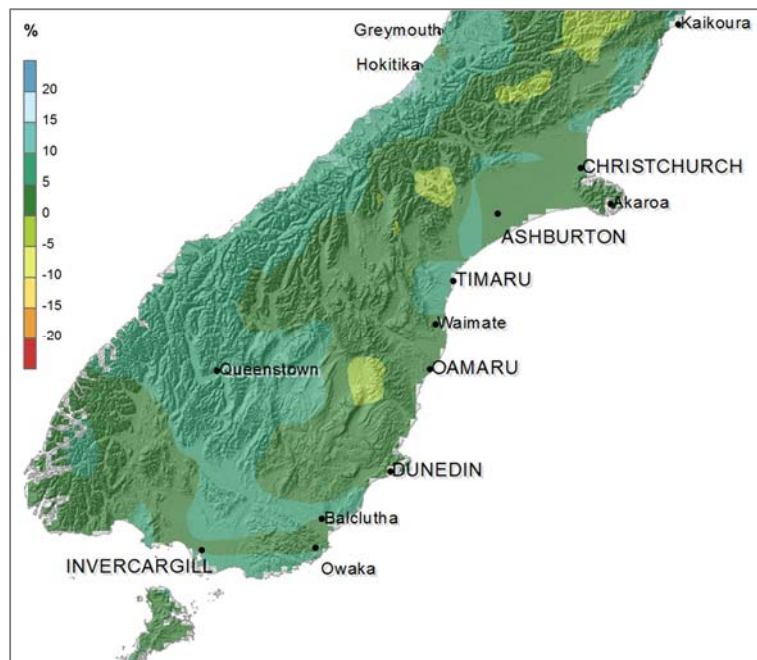 Greymouth
Kaikoura
%
Hokitika
20
15
10
5
0
-5
-10
-15
-20
CHRISTCHURCH
Akaroa
ASHBURTON
TIMARU
Waimate
OAMARU
Queenstown
DUNEDIN
Balclutha
INVERCARGILL
Owaka